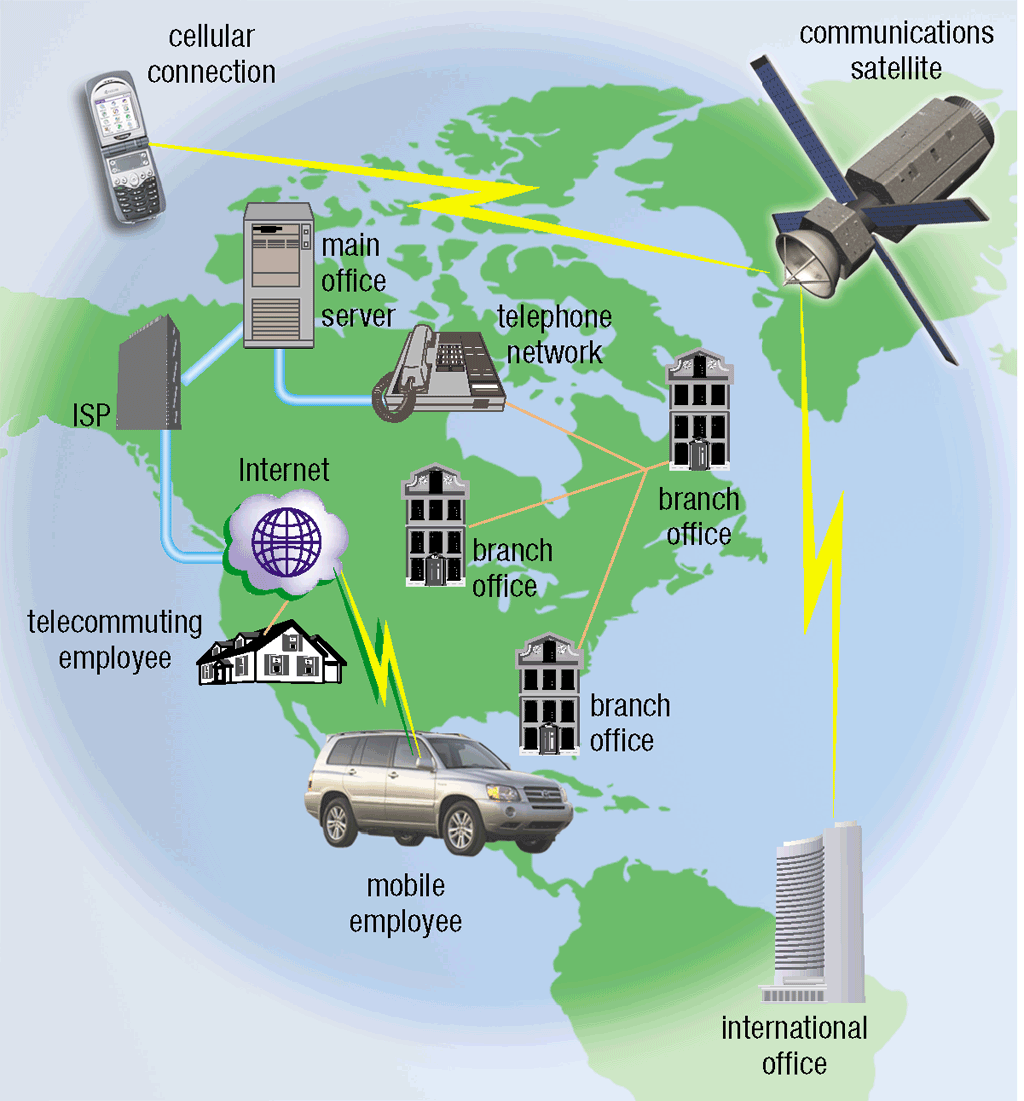 cellular
connection
communications
satellite
main
office
server
telephone
network
ISP
Internet
branch
office
branch
office
telecommuting
employee
branch
office
mobile
employee
international
office